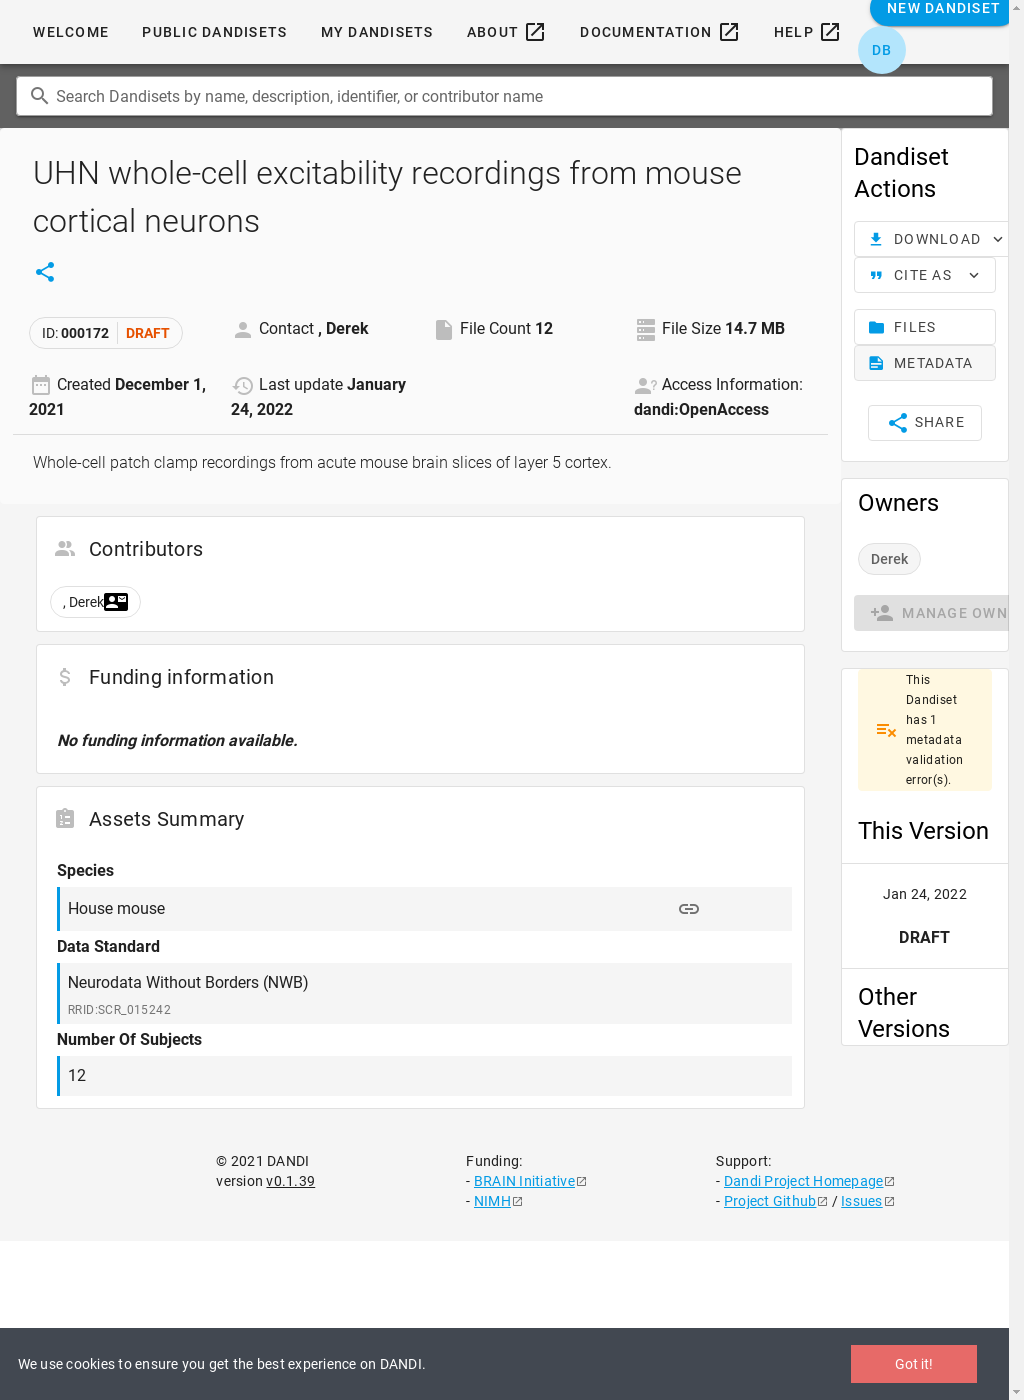 WELCOME PUBLIC DANDISETS MY DANDISETS ABOUT DOCUMENTATION HELP NEW DANDISET
DB
Search Dandisets by name, description, identifier, or contributor name
UHN whole-cell excitability recordings from mouse
cortical neurons
ID: 000172 DRAFT
Contact , Derek
File Count 12
File Size 14.7 MB
Created December 1,
2021
Last update January
24, 2022
Access Information:
dandi:OpenAccess
Whole-cell patch clamp recordings from acute mouse brain slices of layer 5 cortex.
Contributors
, Derek
Funding information
No funding information available.
Assets Summary
Species
House mouse
Data Standard
Neurodata Without Borders (NWB)
RRID:SCR_015242
Number Of Subjects
12
Dandiset
Actions
DOWNLOAD
CITE AS
FILES
METADATA
SHARE
Owners
Derek
MANAGE OWN
This
Dandiset
has 1
metadata
validation
error(s).
This Version
Jan 24, 2022
DRAFT
Other
Versions
© 2021 DANDI
version v0.1.39
Funding:
- BRAIN Initiative
- NIMH
Support:
- Dandi Project Homepage
- Project Github / Issues
We use cookies to ensure you get the best experience on DANDI.
Got it!